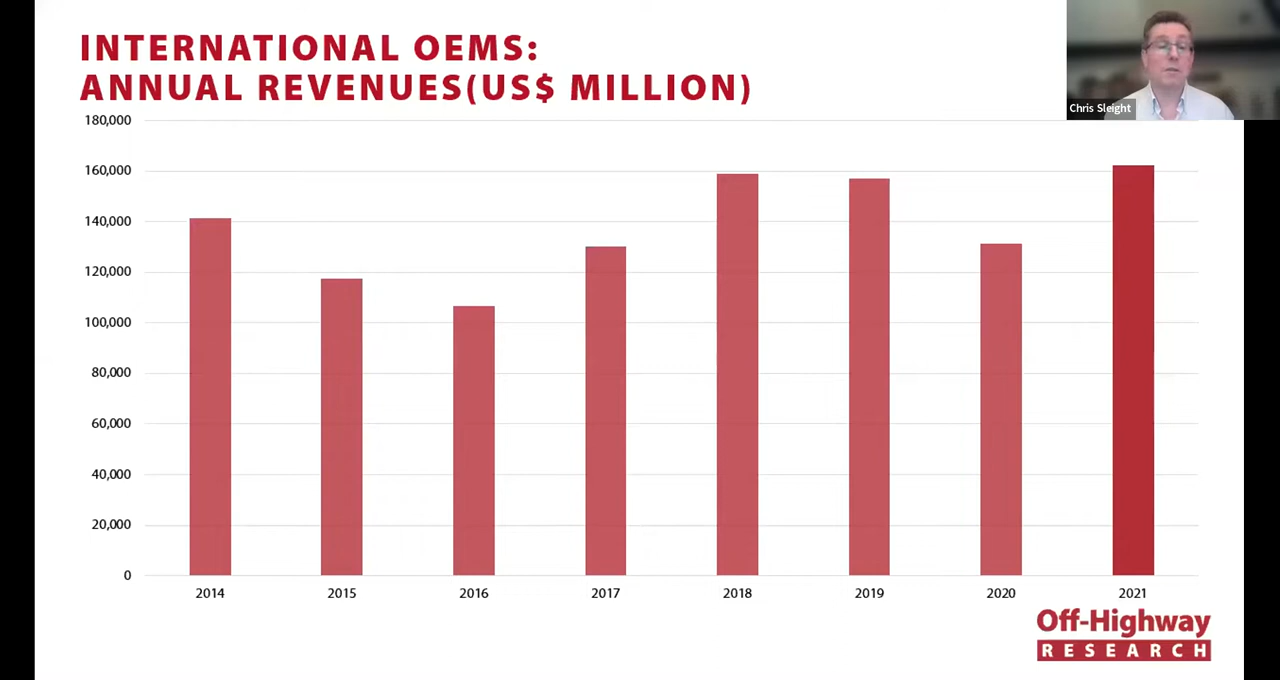 INTERNATIONAL OEMS:
ANNUAL REVENUES(US$ MILLION)
Chris Sleight
180,000
160,000
140,000
120,000
100,000
80,000
60,000
40,000
20,000
0
2014 2015 2016 2017 2018 2019 2020 2021
Off-Highway
RESEARCH